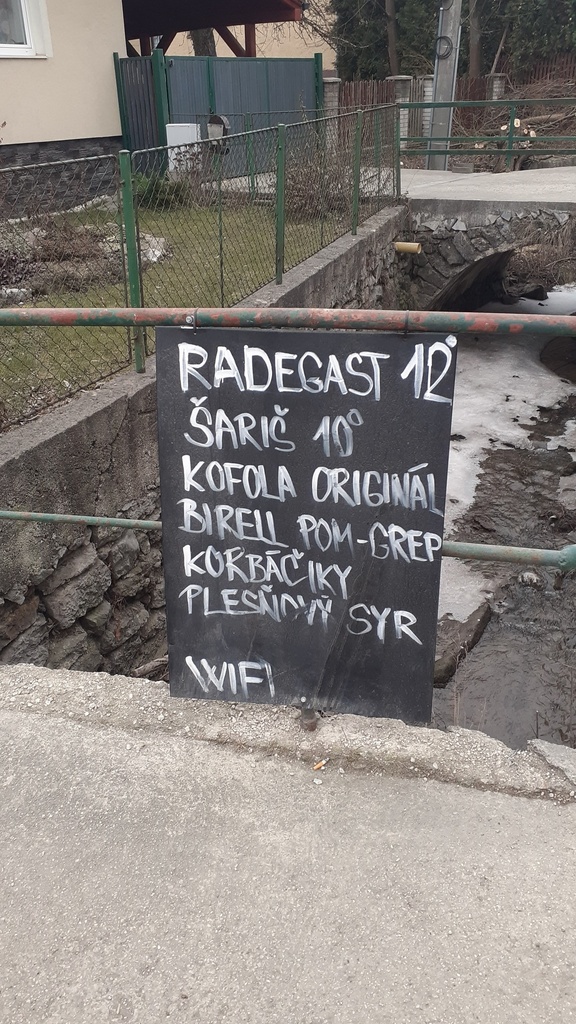 RADEGAST 12°
ŠARIŠ 10°
KOFOLA ORIGINÁL
BIRELL POM-GREP
KORBÁČIKY
PLESŇOVÝ SYR
WIFI